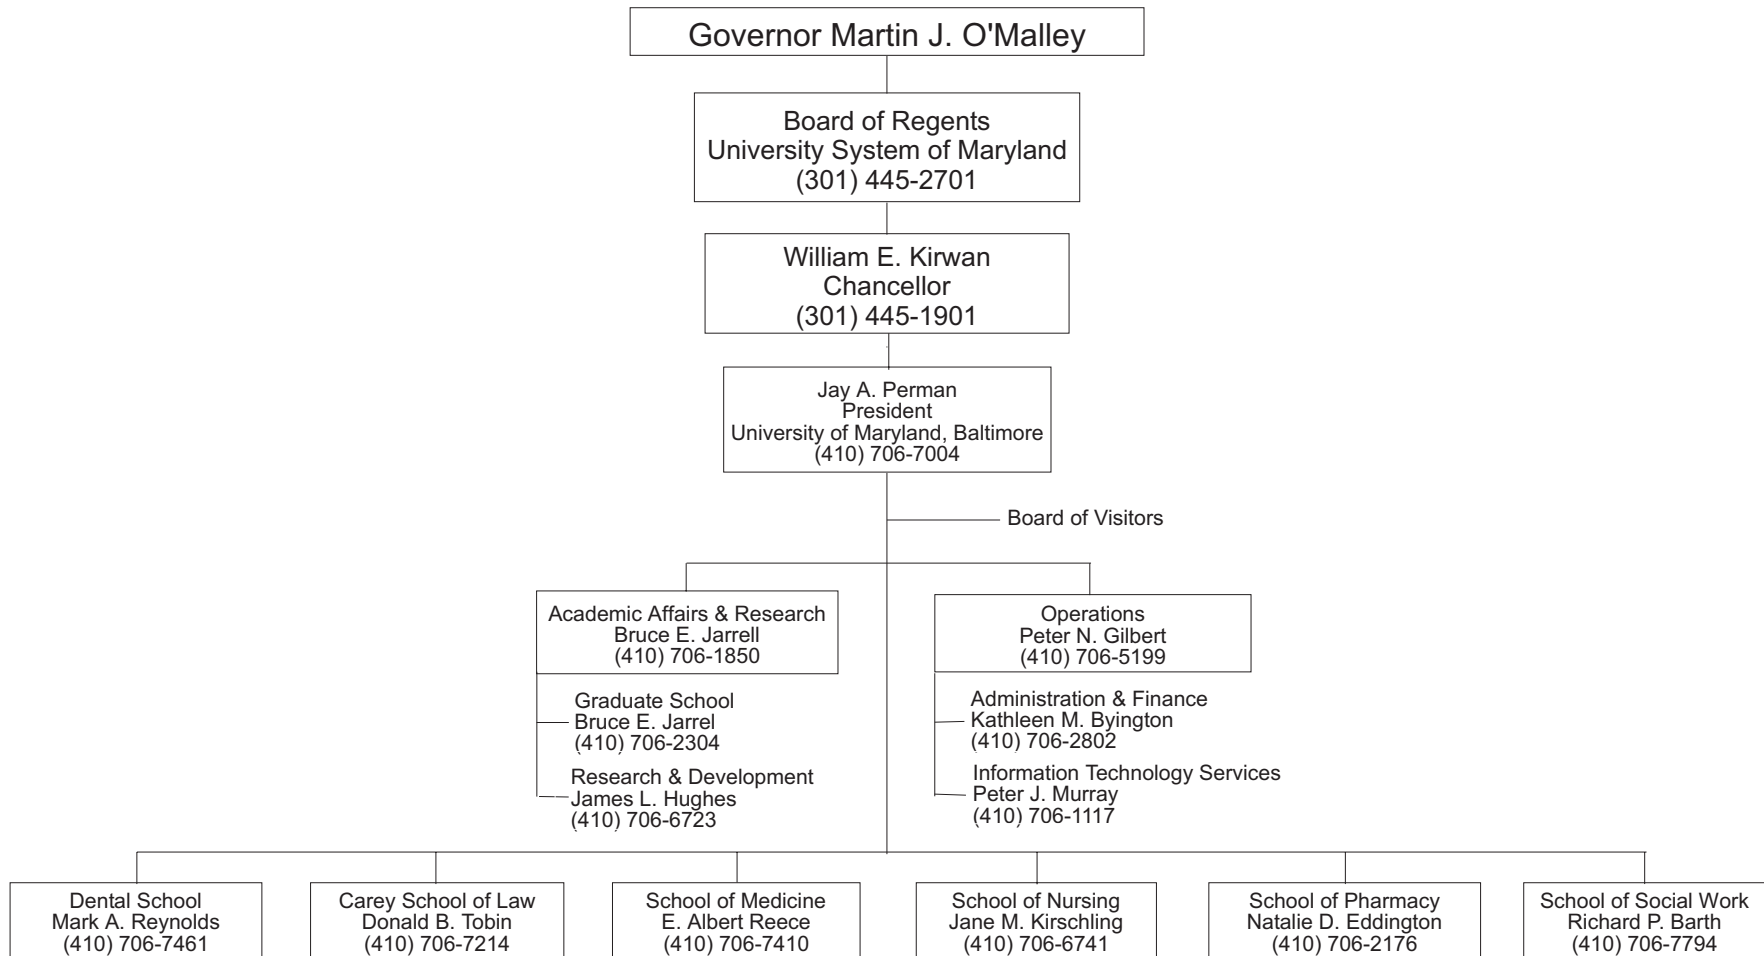 Governor Martin J. O'Malley
Board of Regents
University System of Maryland
(301) 445-2701
William E. Kirwan
Chancellor
(301) 445-1901
Jay A. Perman
President
University of Maryland, Baltimore
(410) 706-7004
Board of Visitors
Academic Affairs & Research
Bruce E. Jarrell
(410) 706-1850
Graduate School
Bruce E. Jarrel
(410) 706-2304
Research & Development
James L. Hughes
(410) 706-6723
Operations
Peter N. Gilbert
(410) 706-5199
Administration & Finance
Kathleen M. Byington
(410) 706-2802
Information Technology Services
Peter J. Murray
(410) 706-1117
Dental School
Mark A. Reynolds
(410) 706-7461
Carey School of Law
Donald B. Tobin
(410) 706-7214
School of Medicine
E. Albert Reece
(410) 706-7410
School of Nursing
Jane M. Kirschling
(410) 706-6741
School of Pharmacy
Natalie D. Eddington
(410) 706-2176
School of Social Work
Richard P. Barth
(410) 706-7794